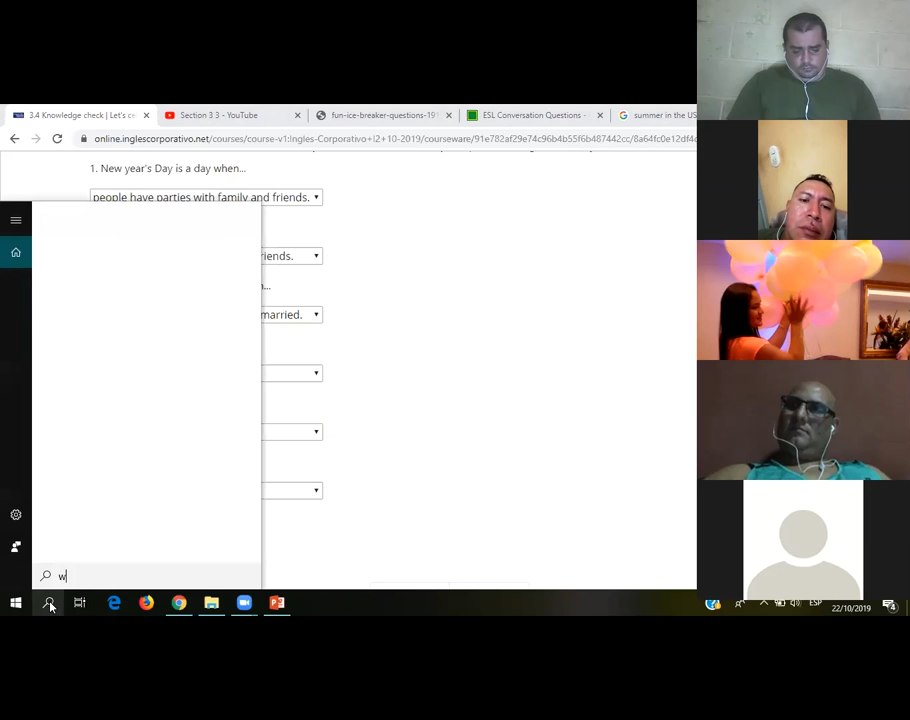 3.4 Knowledge check | Let's ce
Section 3 3 - YouTube
fun-ice-breaker-questions-191
ESL Conversation Questions -
summer in the US
online.inglescorporativo.net/courses/course-v1:Ingles-Corporativo+I2+10-2019/courseware/91e782af29e74c96b4b55f6b487442cc/8a64fc0e12df4
1. New year's Day is a day when...
people have parties with family and friends.
riends.
n...
married.
w
ESP
22/10/2019
4